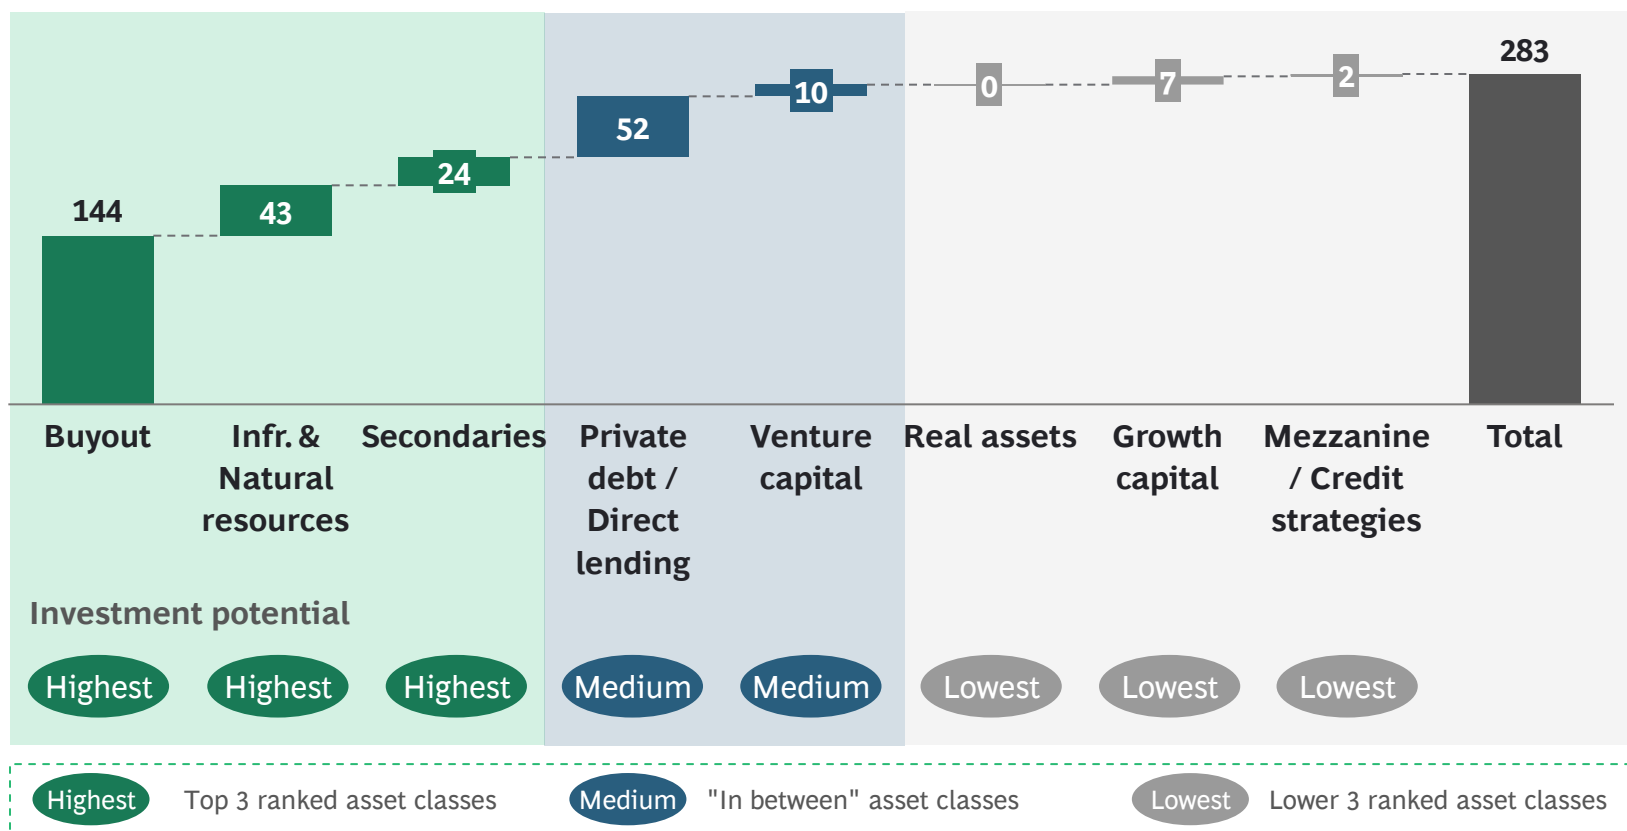 283
0
7
2
10
52
24
144
43
Buyout
Infr. &
Natural
resources
Secondaries
Private
debt /
Direct
lending
Venture
capital
Real assets
Growth
capital
Mezzanine
/ Credit
strategies
Total
Investment potential
Highest
Highest
Highest
Medium
Medium
Lowest
Lowest
Lowest
Highest
Top 3 ranked asset classes
Medium
"In between" asset classes
Lowest
Lower 3 ranked asset classes